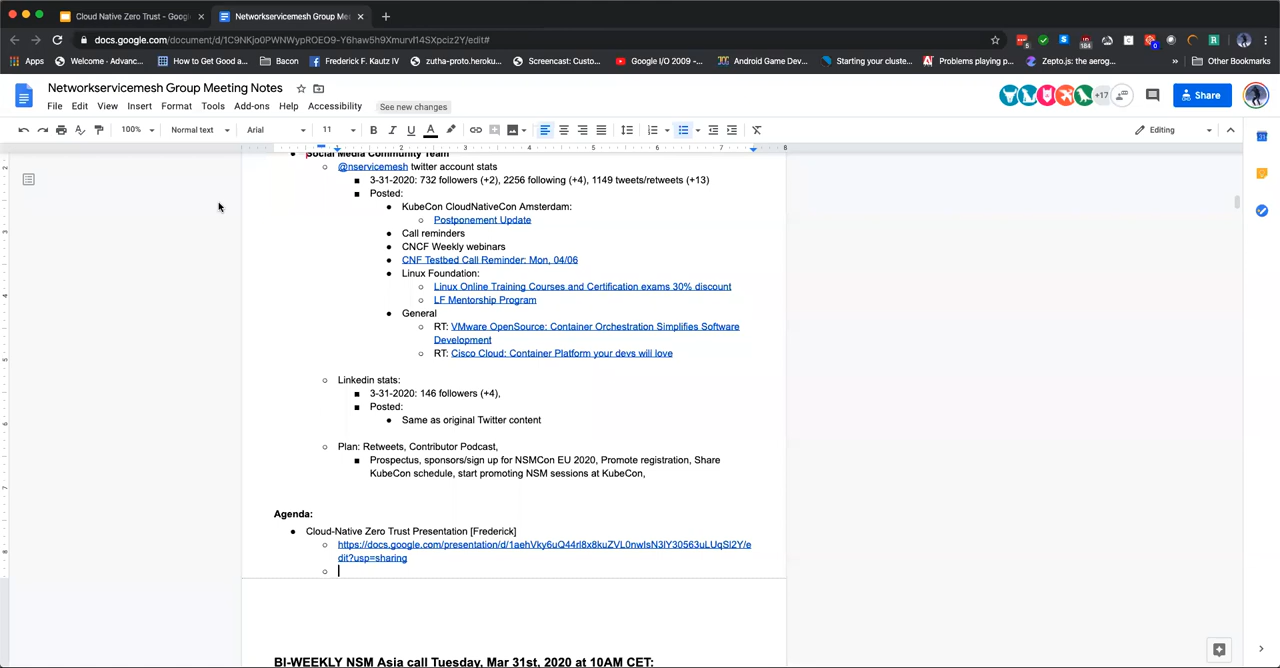 Cloud Native Zero Trust - Goog
Networkservicemesh Group Me
docs.google.com/document/d/1C9NKjo0PWNWypROEO9-Y6haw5h9Xmurvl14SXpciz2Y/edit#
Apps
Welcome - Advanc...
How to Get Good a...
Bacon
Frederick F. Kautz IV
zutha-proto.heroku...
Screencast: Custo...
Google I/O 2009 -...
Android Game Dev...
Starting your cluste...
Problems playing p...
Zepto.js: the aerog...
Other Bookmarks
Networkservicemesh Group Meeting Notes
File Edit View Insert Format Tools Add-ons Help Accessibility See new changes
+17
Share
100% Normal text Arial 11 Editing
Social Media Community Team
@nservicemesh twitter account stats
3-31-2020: 732 followers (+2), 2256 following (+4), 1149 tweets/retweets (+13)
Posted:
KubeCon CloudNativeCon Amsterdam:
Postponement Update
Call reminders
CNCF Weekly webinars
CNF Testbed Call Reminder: Mon, 04/06
Linux Foundation:
Linux Online Training Courses and Certification exams 30% discount
LF Mentorship Program
General
RT: VMware OpenSource: Container Orchestration Simplifies Software
Development
RT: Cisco Cloud: Container Platform your devs will love
Linkedin stats:
3-31-2020: 146 followers (+4),
Posted:
Same as original Twitter content
Plan: Retweets, Contributor Podcast,
Prospectus, sponsors/sign up for NSMCon EU 2020, Promote registration, Share
KubeCon schedule, start promoting NSM sessions at KubeCon,
Agenda:
Cloud-Native Zero Trust Presentation [Frederick]
https://docs.google.com/presentation/d/1aehVky6uQ44rl8x8kuZVL0nwIsN3lY30563uLUqSl2Y/e
dit?usp=sharing
BI-WEEKLY NSM Asia call Tuesday, Mar 31st, 2020 at 10AM CET: